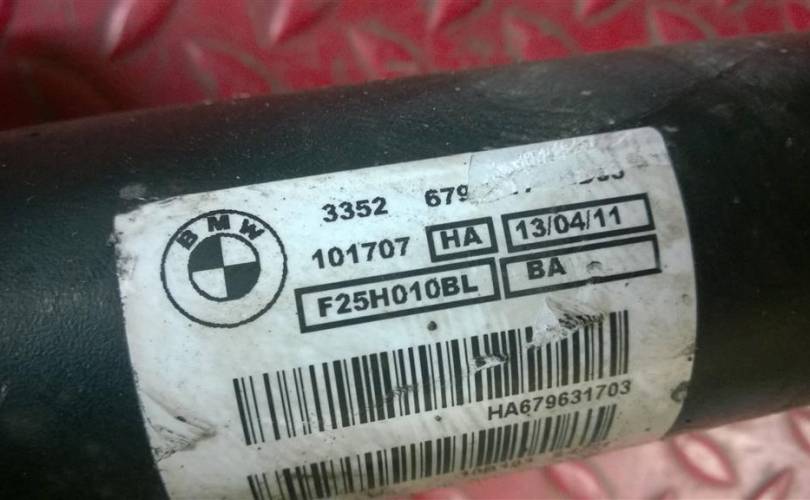 BMW
3352
101707 HA 13/04/11
F25H010BL BA
HA679631703